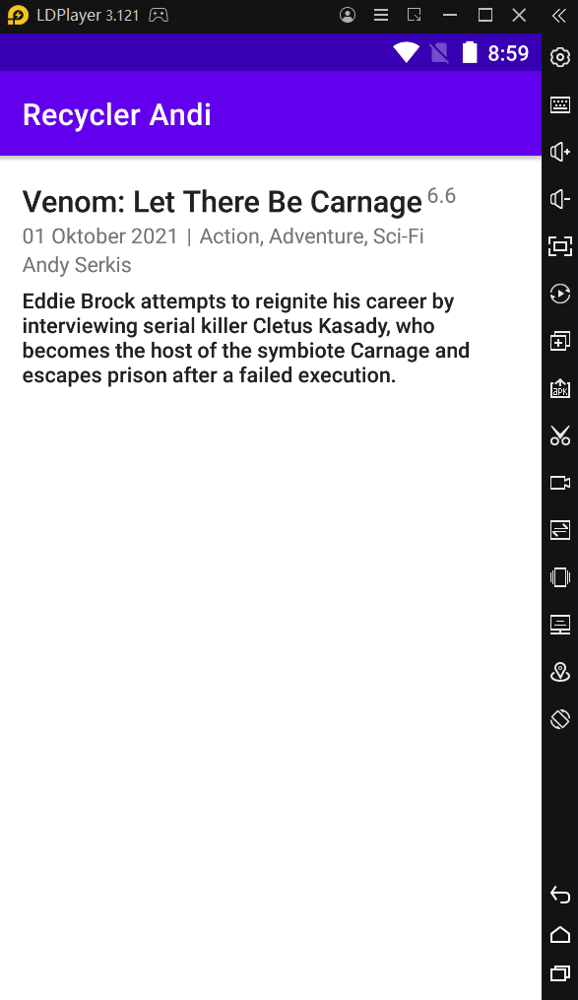 LDPlayer 3.121
8:59
Recycler Andi
Venom: Let There Be Carnage 6.6
01 Oktober 2021 | Action, Adventure, Sci-Fi
Andy Serkis
Eddie Brock attempts to reignite his career by
interviewing serial killer Cletus Kasady, who
becomes the host of the symbiote Carnage and
escapes prison after a failed execution.
APK